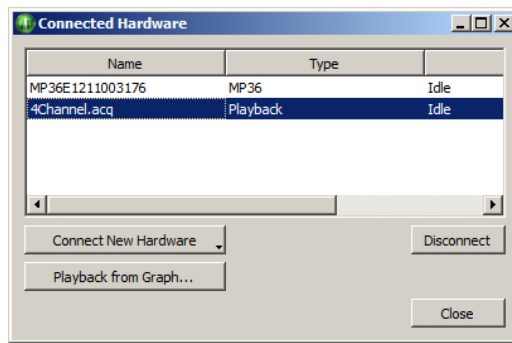 Connected Hardware
Name Type
MP36E1211003176 MP36 Idle
4Channel.acq Playback Idle
Connect New Hardware Disconnect
Playback from Graph...
Close